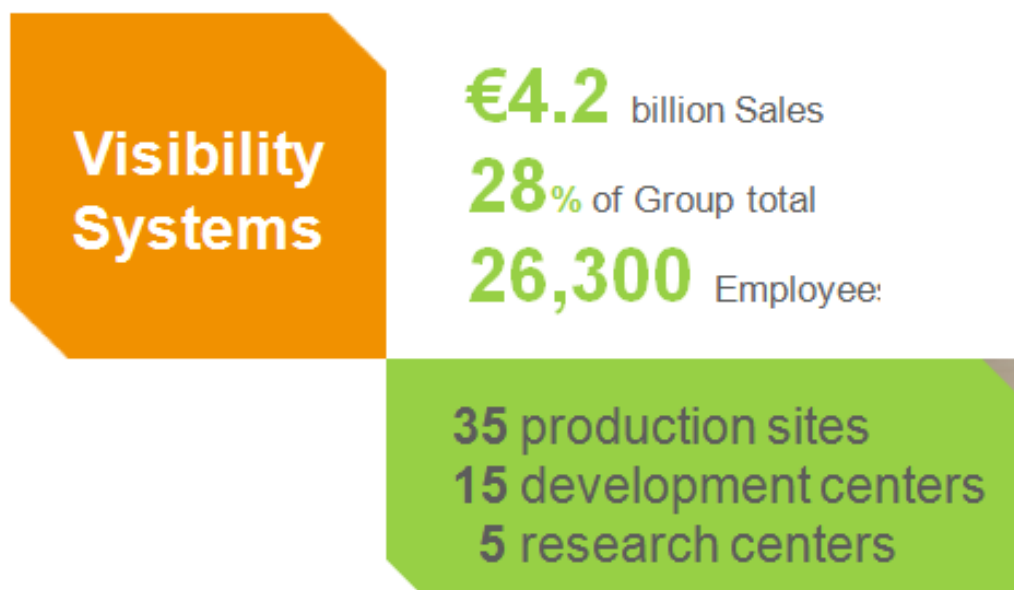 Visibility
Systems
€4.2 billion Sales
28% of Group total
26,300 Employees
35 production sites
15 development centers
5 research centers